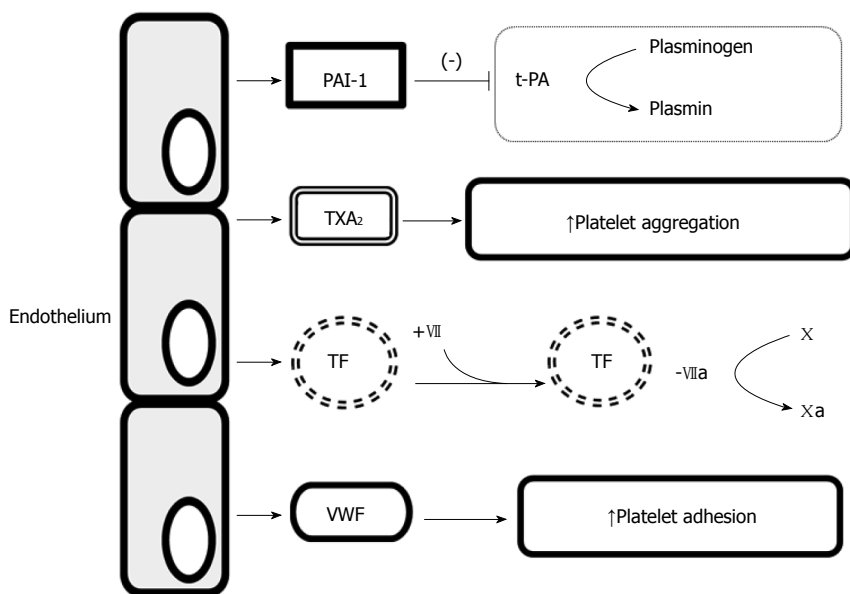 Endothelium
PAI-1
(-)
t-PA
Plasminogen
Plasmin
TXA₂
↑Platelet aggregation
TF
+Ⅶ
TF
-Ⅶa
Ⅹ
Ⅹa
VWF
↑Platelet adhesion